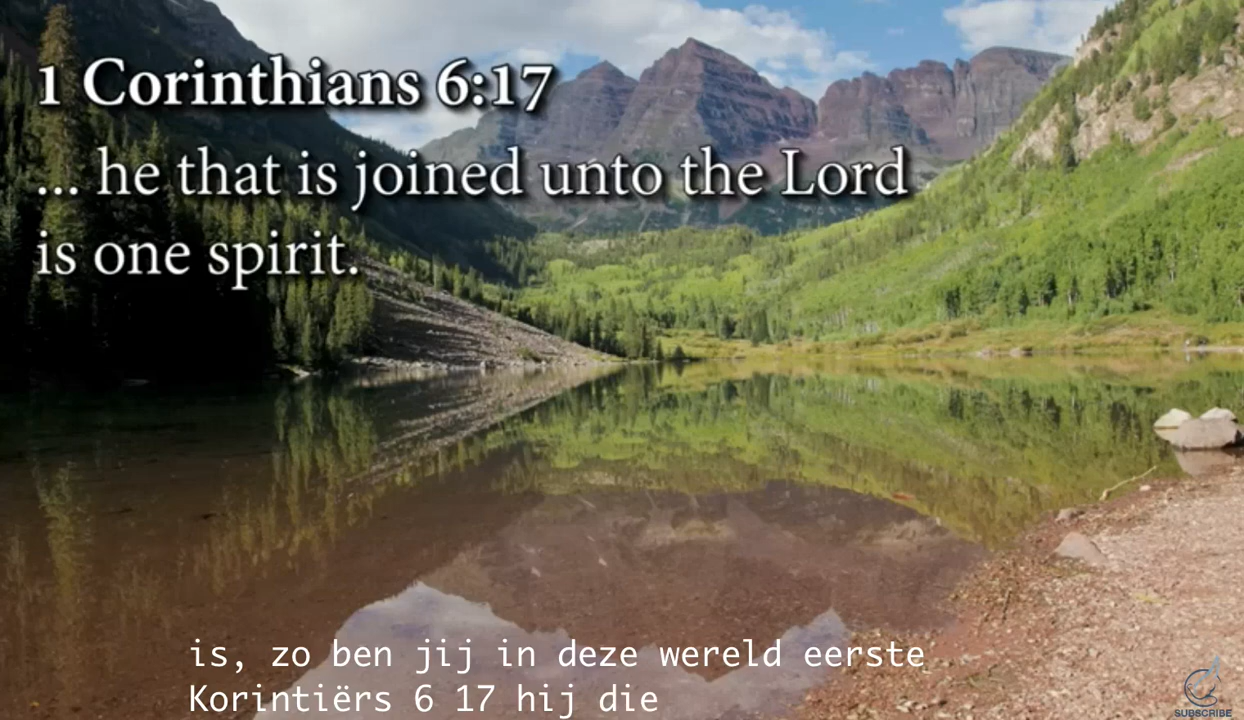 1 Corinthians 6:17
... he that is joined unto the Lord
is one spirit.
is, zo ben jij in deze wereld eerste
Korintiërs 6 17 hij die
SUBSCRIBE